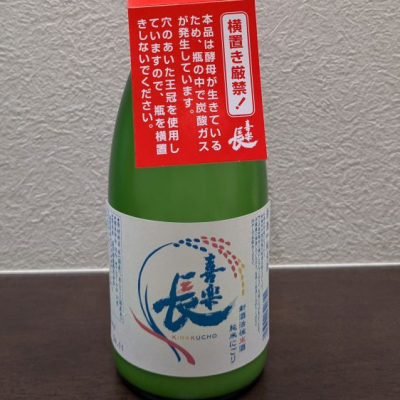 横置き厳禁!
本品は酵母が生きている
ため、瓶の中で炭酸ガス
が発生しています。
穴のあいた王冠を使用し
ていますので、瓶を横置
きしないでください。
喜楽長
喜楽長
KIRAKUCHO
純米にごり